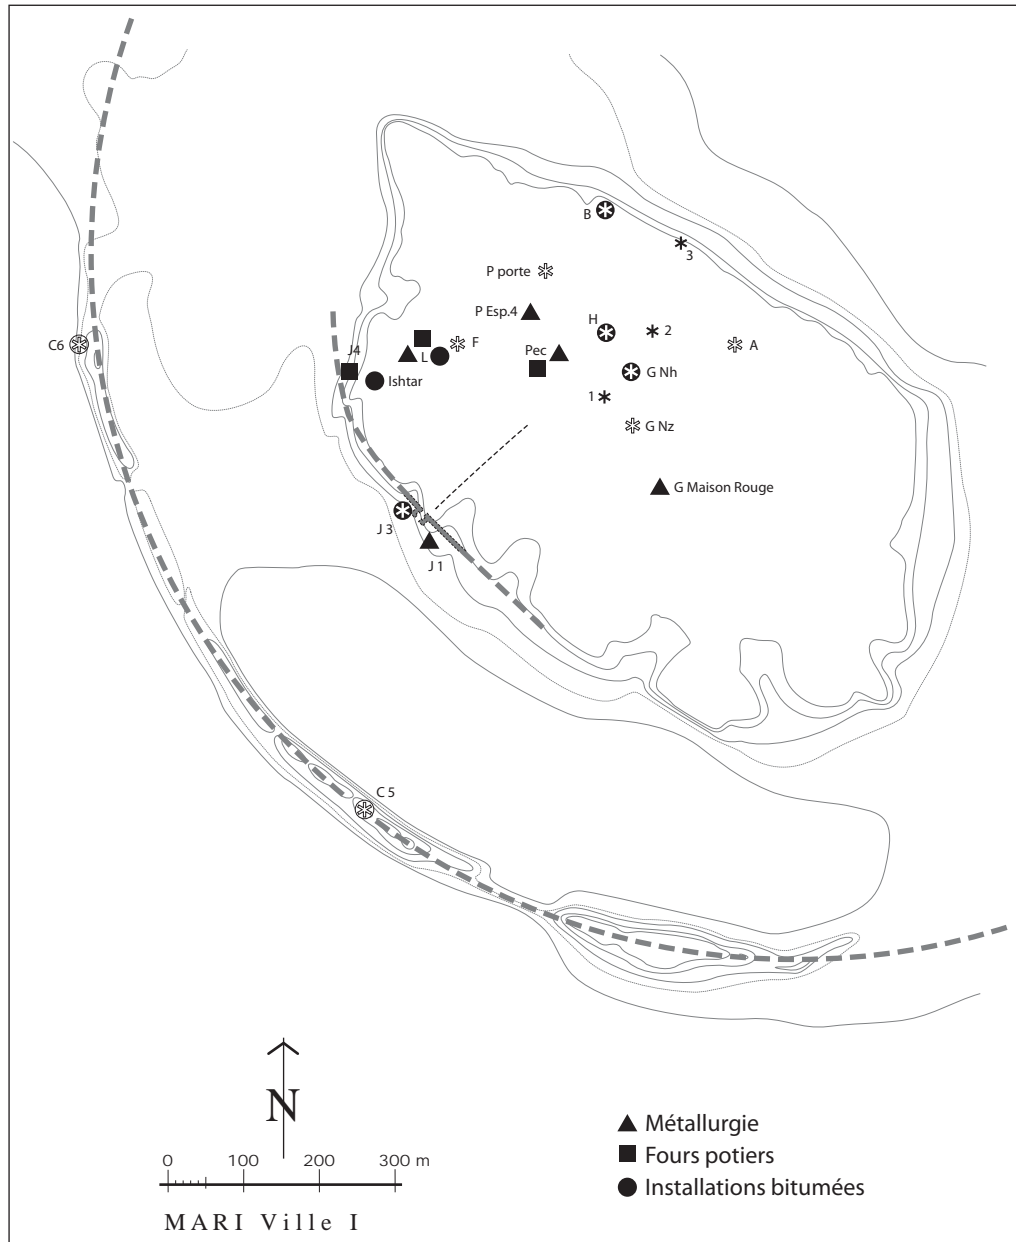 B
3
P porte
P Esp.4
H
2
A
C6
J4
L
F
Pec
G Nh
Ishtar
1
G Nz
G Maison Rouge
J 3
J 1
C 5
N
0 100 200 300 m
MARI Ville I
Métallurgie
Fours potiers
Installations bitumées